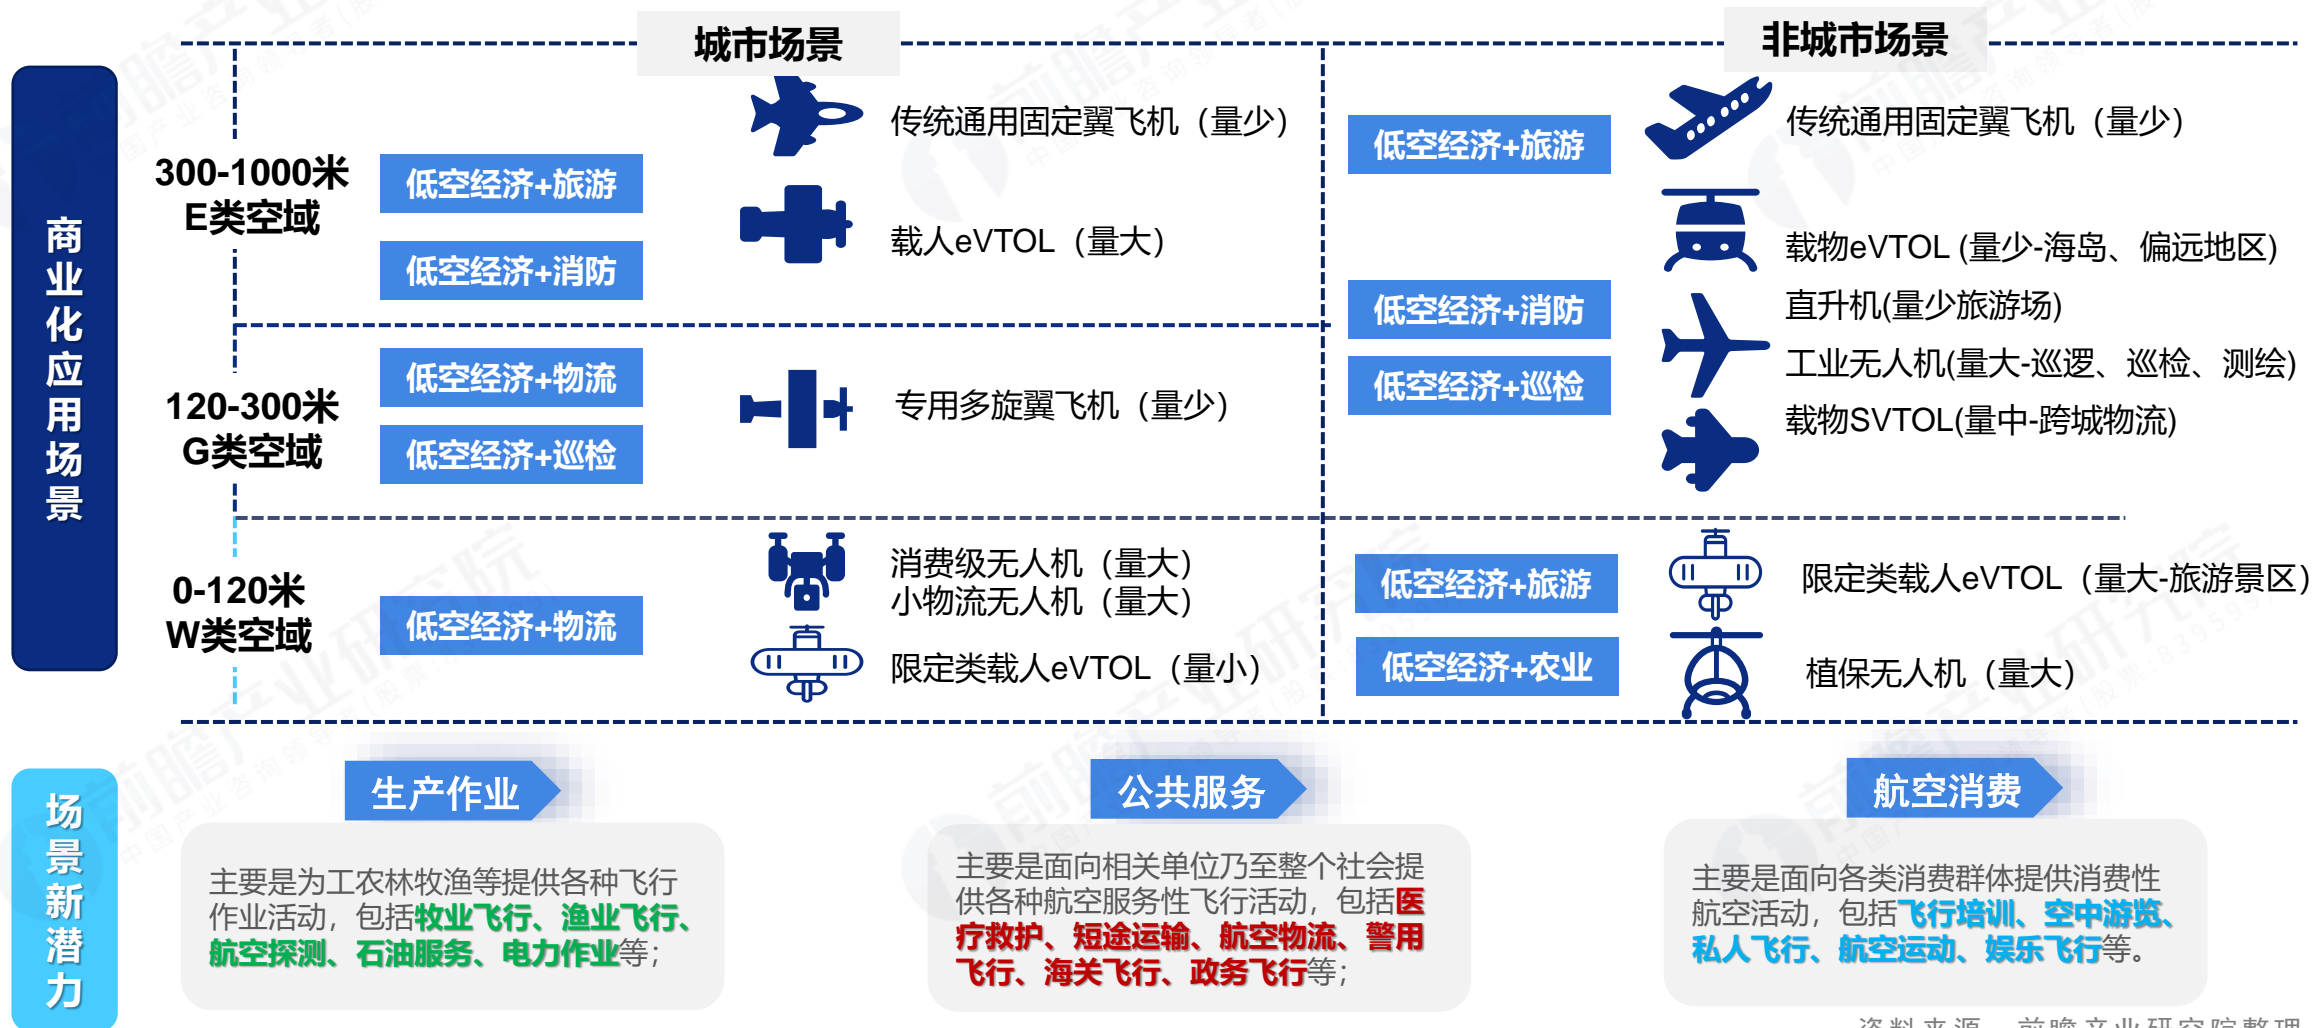 城市场景
非城市场景
商业化应用场景
300-1000米
E类空域
低空经济+旅游
低空经济+消防
传统通用固定翼飞机（量少）
载人eVTOL（量大）
120-300米
G类空域
低空经济+物流
低空经济+巡检
专用多旋翼飞机（量少）
0-120米
W类空域
低空经济+物流
消费级无人机（量大）
小物流无人机（量大）
限定类载人eVTOL（量小）
低空经济+旅游
传统通用固定翼飞机（量少）
低空经济+消防
低空经济+巡检
载物eVTOL (量少-海岛、偏远地区)
直升机(量少旅游场)
工业无人机(量大-巡逻、巡检、测绘)
载物SVTOL(量中-跨城物流)
低空经济+旅游
低空经济+农业
限定类载人eVTOL（量大-旅游景区）
植保无人机（量大）
场景新潜力
生产作业
主要是为工农林牧渔等提供各种飞行
作业活动，包括牧业飞行、渔业飞行、
航空探测、石油服务、电力作业等；
公共服务
主要是面向相关单位乃至整个社会提
供各种航空服务性飞行活动，包括医
疗救护、短途运输、航空物流、警用
飞行、海关飞行、政务飞行等；
航空消费
主要是面向各类消费群体提供消费性
航空活动，包括飞行培训、空中游览、
私人飞行、航空运动、娱乐飞行等。
资料来源 前瞻产业研究院整理